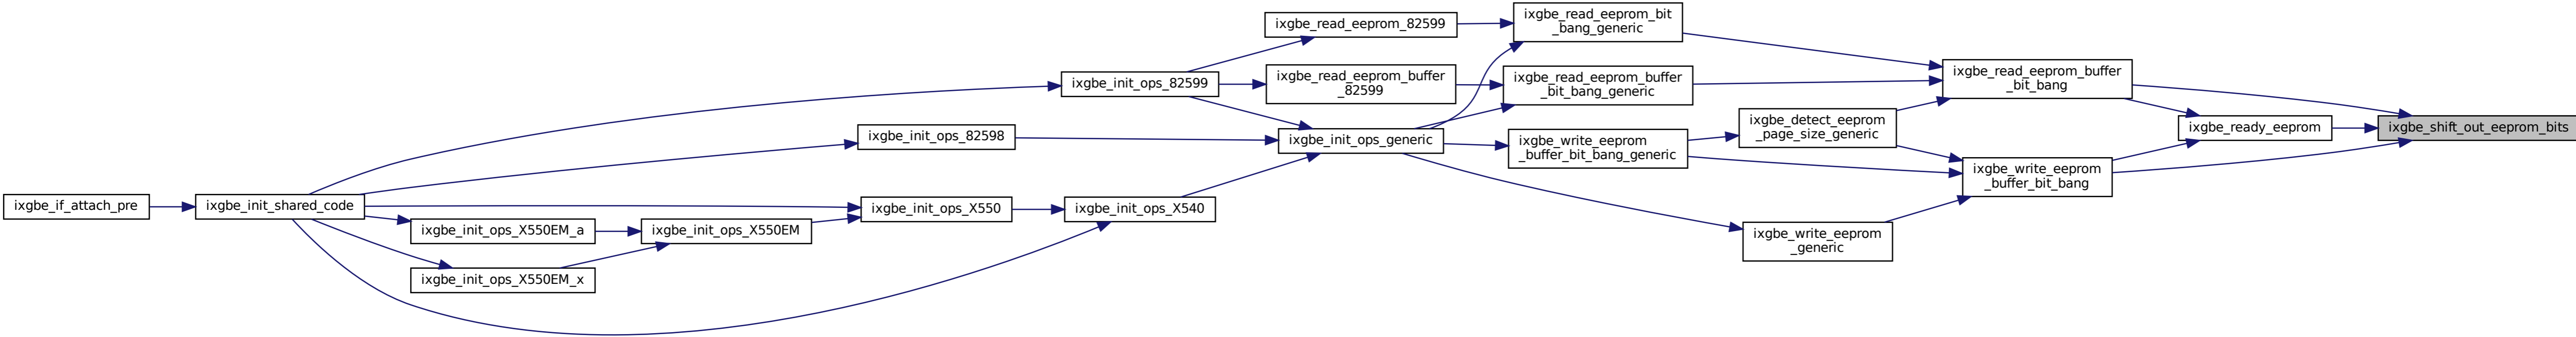 ixgbe_if_attach_pre
ixgbe_init_shared_code
ixgbe_init_ops_X550EM_a
ixgbe_init_ops_X550EM_x
ixgbe_init_ops_X550EM
ixgbe_init_ops_82598
ixgbe_init_ops_X550
ixgbe_init_ops_82599
ixgbe_init_ops_X540
ixgbe_read_eeprom_82599
ixgbe_read_eeprom_buffer
_82599
ixgbe_init_ops_generic
ixgbe_read_eeprom_bit
_bang_generic
ixgbe_read_eeprom_buffer
_bit_bang_generic
ixgbe_write_eeprom
_buffer_bit_bang_generic
ixgbe_detect_eeprom
_page_size_generic
ixgbe_write_eeprom
_generic
ixgbe_read_eeprom_buffer
_bit_bang
ixgbe_write_eeprom
_buffer_bit_bang
ixgbe_ready_eeprom
ixgbe_shift_out_eeprom_bits